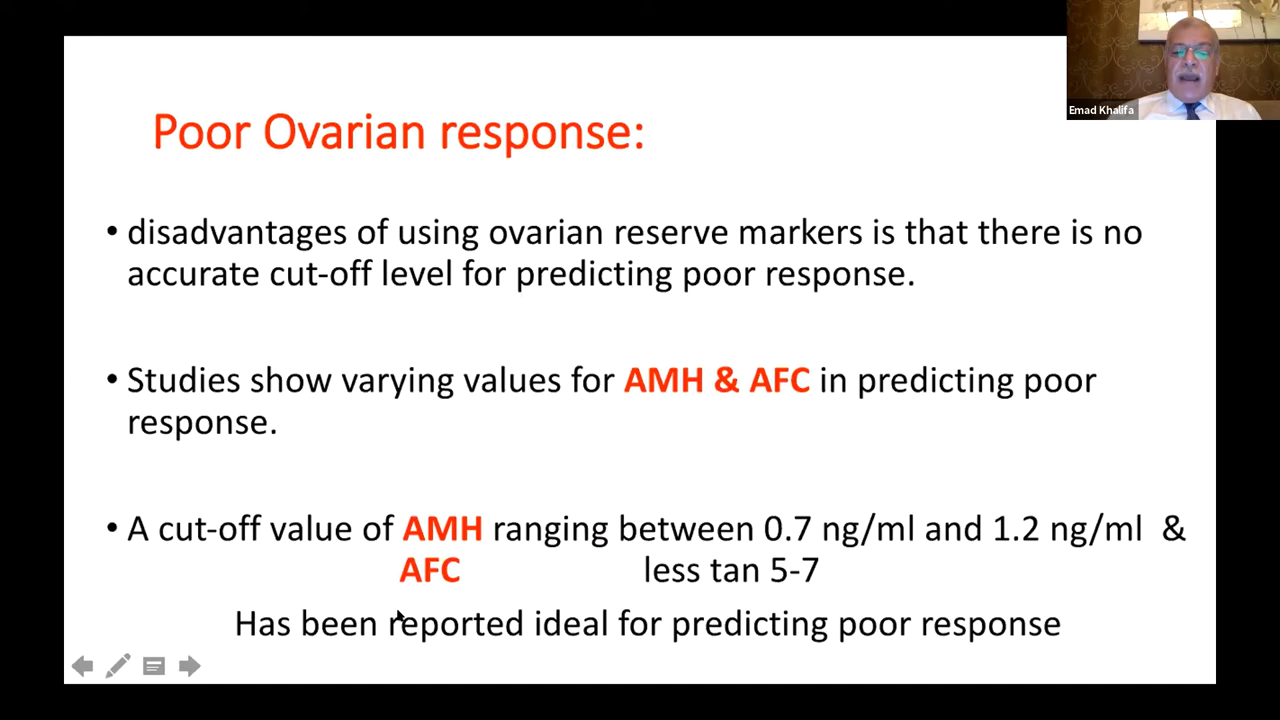 Emad Khalifa
Poor Ovarian response:
• disadvantages of using ovarian reserve markers is that there is no
accurate cut-off level for predicting poor response.
• Studies show varying values for AMH & AFC in predicting poor
response.
• A cut-off value of AMH ranging between 0.7 ng/ml and 1.2 ng/ml &
AFC less tan 5-7
Has been reported ideal for predicting poor response